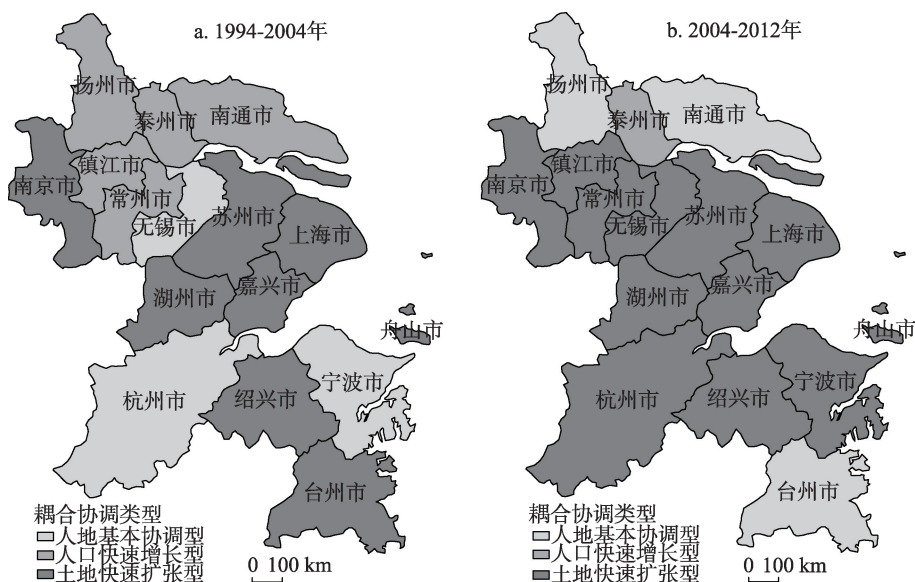 a. 1994-2004年
扬州市
泰州市
南通市
镇江市
南京市
常州市
无锡市
苏州市
上海市
湖州市
嘉兴市
舟山市
杭州市
绍兴市
宁波市
台州市
耦合协调类型
人地基本协调型
人口快速增长型
土地快速扩张型
0 100 km
b. 2004-2012年
扬州市
泰州市
南通市
镇江市
南京市
常州市
无锡市
苏州市
上海市
湖州市
嘉兴市
舟山市
杭州市
绍兴市
宁波市
台州市
耦合协调类型
人地基本协调型
人口快速增长型
土地快速扩张型
0 100 km